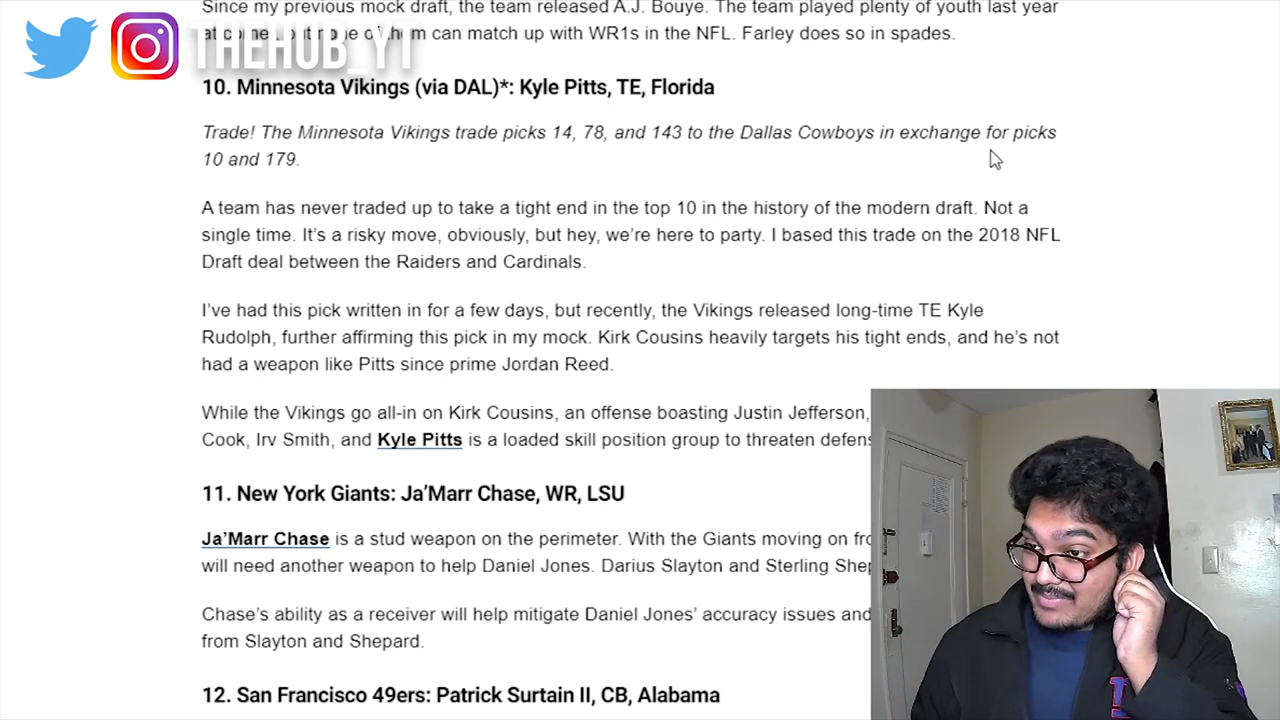 Since my previous mock draft, the team released A.J. Bouye. The team played plenty of youth last year
THEHUB_YT
can match up with WR1s in the NFL. Farley does so in spades.
10. Minnesota Vikings (via DAL)*: Kyle Pitts, TE, Florida
Trade! The Minnesota Vikings trade picks 14, 78, and 143 to the Dallas Cowboys in exchange for picks
10 and 179.
A team has never traded up to take a tight end in the top 10 in the history of the modern draft. Not a
single time. It’s a risky move, obviously, but hey, we’re here to party. I based this trade on the 2018 NFL
Draft deal between the Raiders and Cardinals.
I’ve had this pick written in for a few days, but recently, the Vikings released long-time TE Kyle
Rudolph, further affirming this pick in my mock. Kirk Cousins heavily targets his tight ends, and he’s not
had a weapon like Pitts since prime Jordan Reed.
While the Vikings go all-in on Kirk Cousins, an offense boasting Justin Jefferson,
Cook, Irv Smith, and Kyle Pitts is a loaded skill position group to threaten
11. New York Giants: Ja’Marr Chase, WR, LSU
Ja’Marr Chase is a stud weapon on the perimeter. With the Giants moving on
will need another weapon to help Daniel Jones. Darius Slayton and Sterling
Chase’s ability as a receiver will help mitigate Daniel Jones’ accuracy issues and
from Slayton and Shepard.
12. San Francisco 49ers: Patrick Surtain II, CB, Alabama